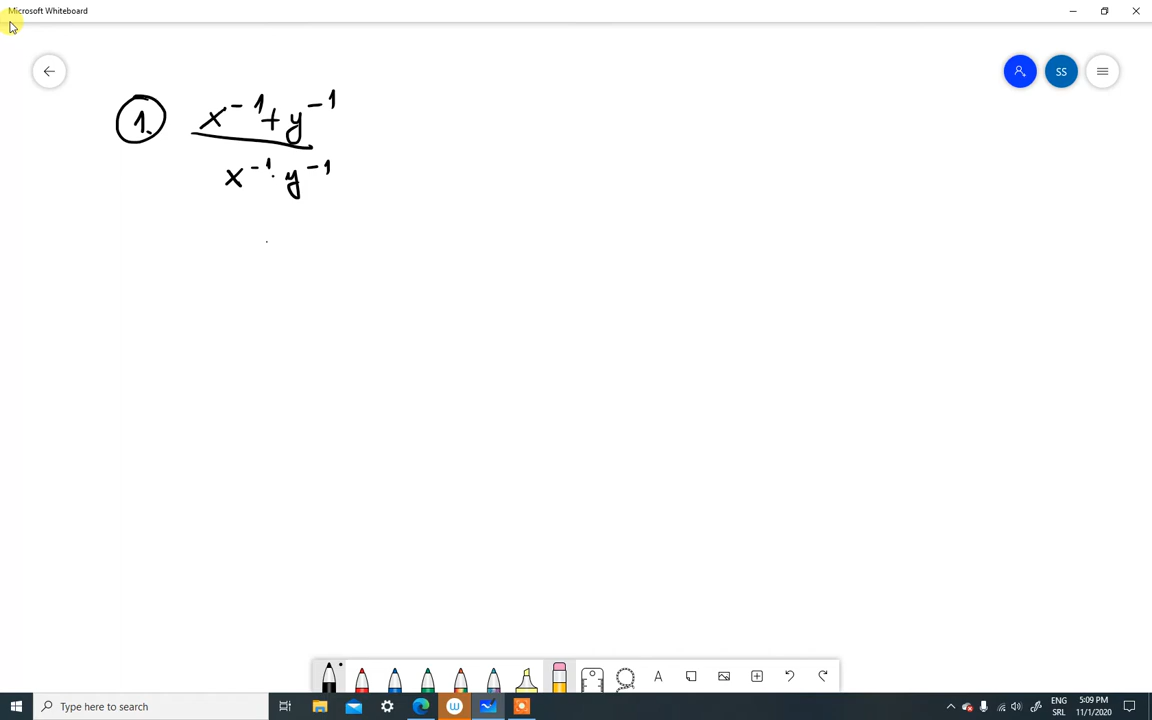 Microsoft Whiteboard
SS
1. x⁻¹ + y⁻¹
x⁻¹ · y⁻¹
A
Type here to search
W
ENG
SRL
5:09 PM
11/1/2020